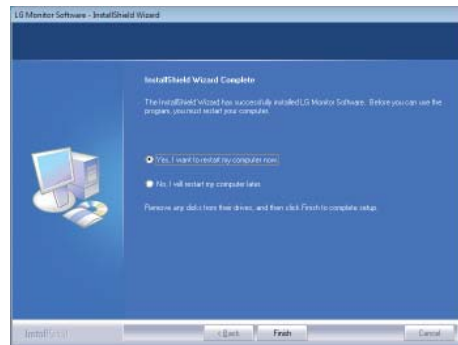 LG Monitor Software - InstallShield Wizard
InstallShield Wizard Complete
The InstallShield Wizard has successfully installed LG Monitor Software. Before you can use the
program, you must restart your computer.
Yes, I want to restart my computer now.
No, I will restart my computer later.
Remove any disks from their drives, and then click Finish to complete setup.
InstallShield
< Back Finish Cancel